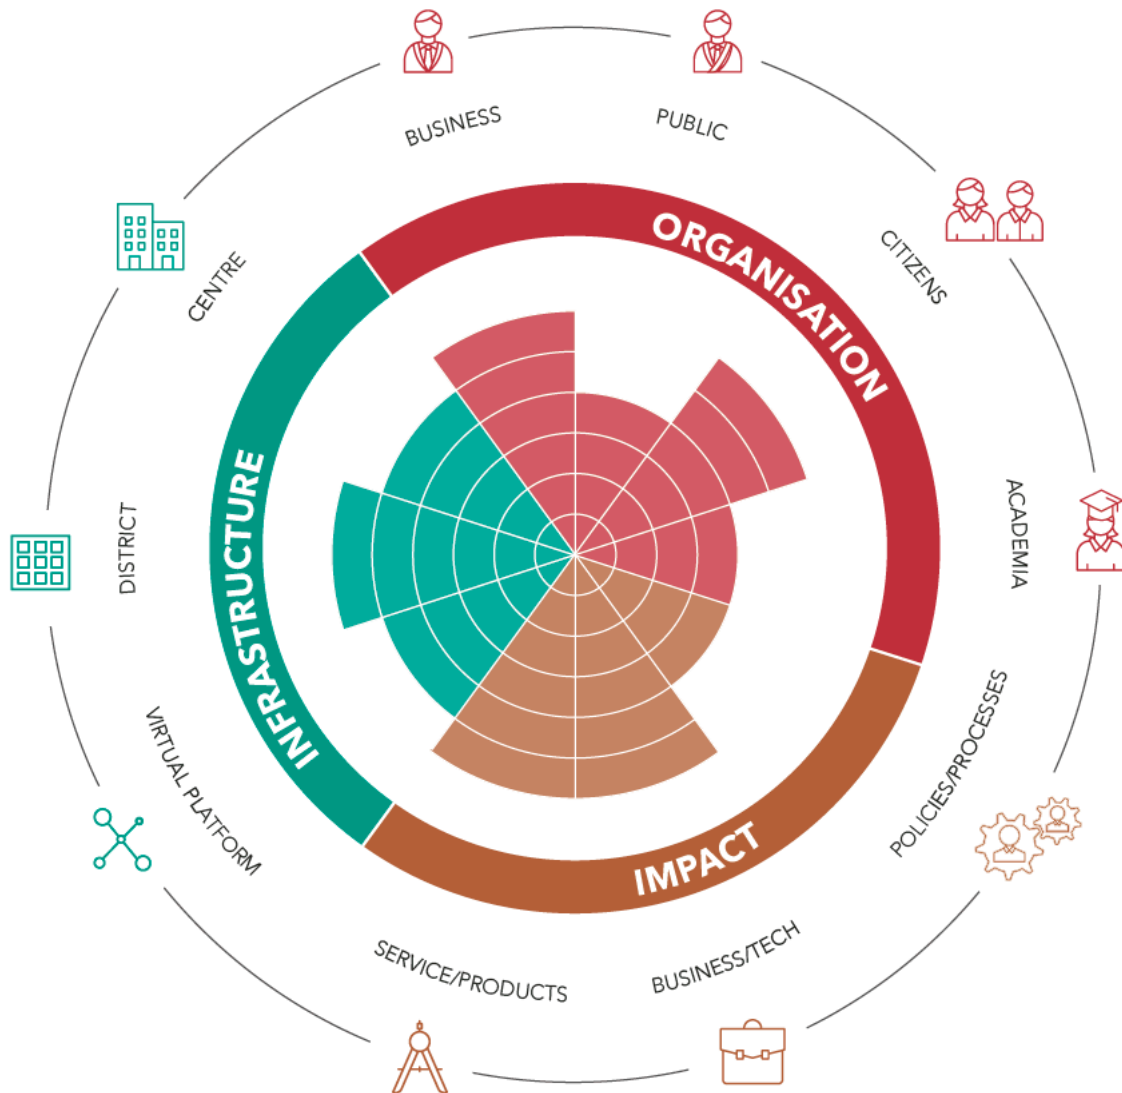 BUSINESS
PUBLIC
CITIZENS
ACADEMIA
POLICIES/PROCESSES
BUSINESS/TECH
SERVICE/PRODUCTS
VIRTUAL PLATFORM
DISTRICT
CENTRE
ORGANISATION
IMPACT
INFRASTRUCTURE